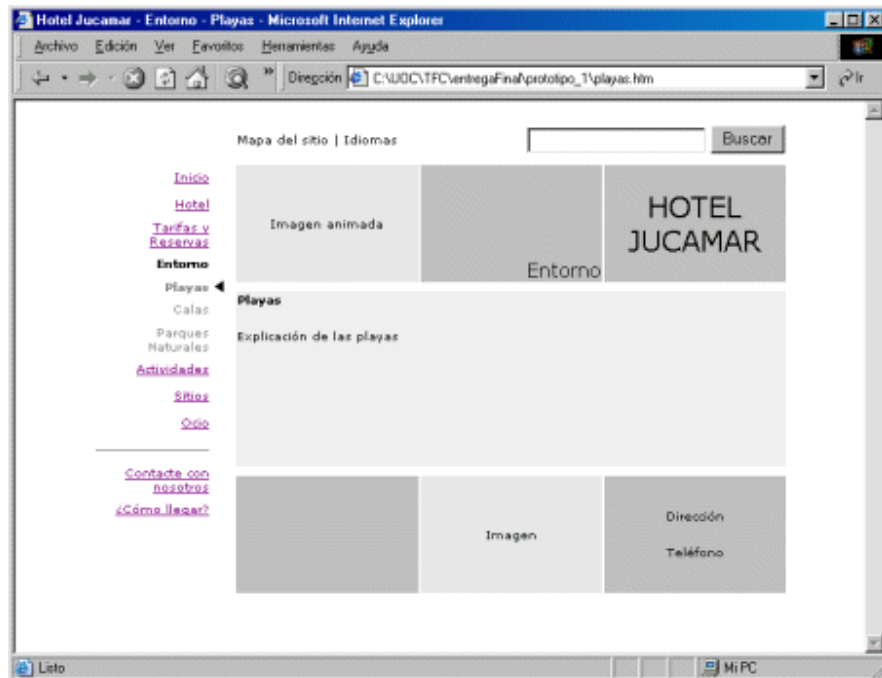 Hotel Jucamar - Entorno - Playas - Microsoft Internet Explorer
Archivo Edición Ver Favoritos Herramientas Ayuda
" Dirección C:\UOC\TFC\entregaFinal\prototipo_1\playas.htm Ir
Mapa del sitio | Idiomas Buscar
Inicio
Hotel
Tarifas y
Reservas
Entorno
Playas
Calas
Parques
Naturales
Actividades
Sitios
Ocio
Contacte con
nosotros
¿Cómo llegar?
Imagen animada
Entorno
HOTEL
JUCAMAR
Playas
Explicación de las playas
Imagen
Dirección
Teléfono
Listo Mi PC